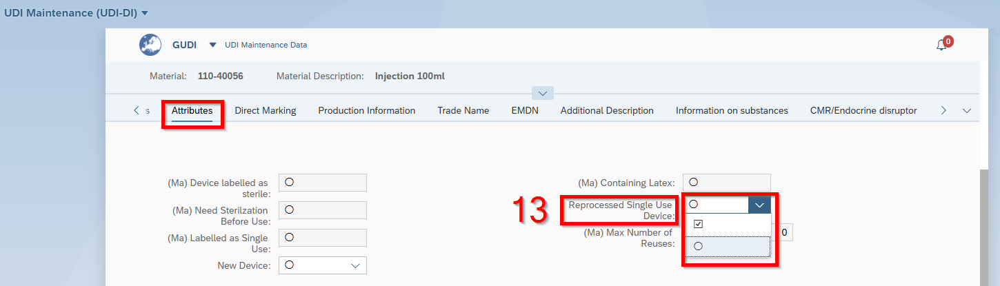 UDI Maintenance (UDI-DI)
GUDI UDI Maintenance Data
0
Material: 110-40056 Material Description: Injection 100ml
s Attributes Direct Marking Production Information Trade Name EMDN Additional Description Information on substances CMR/Endocrine disruptor
(Ma) Device labelled as
sterile:
(Ma) Need Sterilzation
Before Use:
(Ma) Labelled as Single
Use:
New Device:
(Ma) Containing Latex:
13
Reprocessed Single Use
Device:
(Ma) Max Number of
Reuses:
0